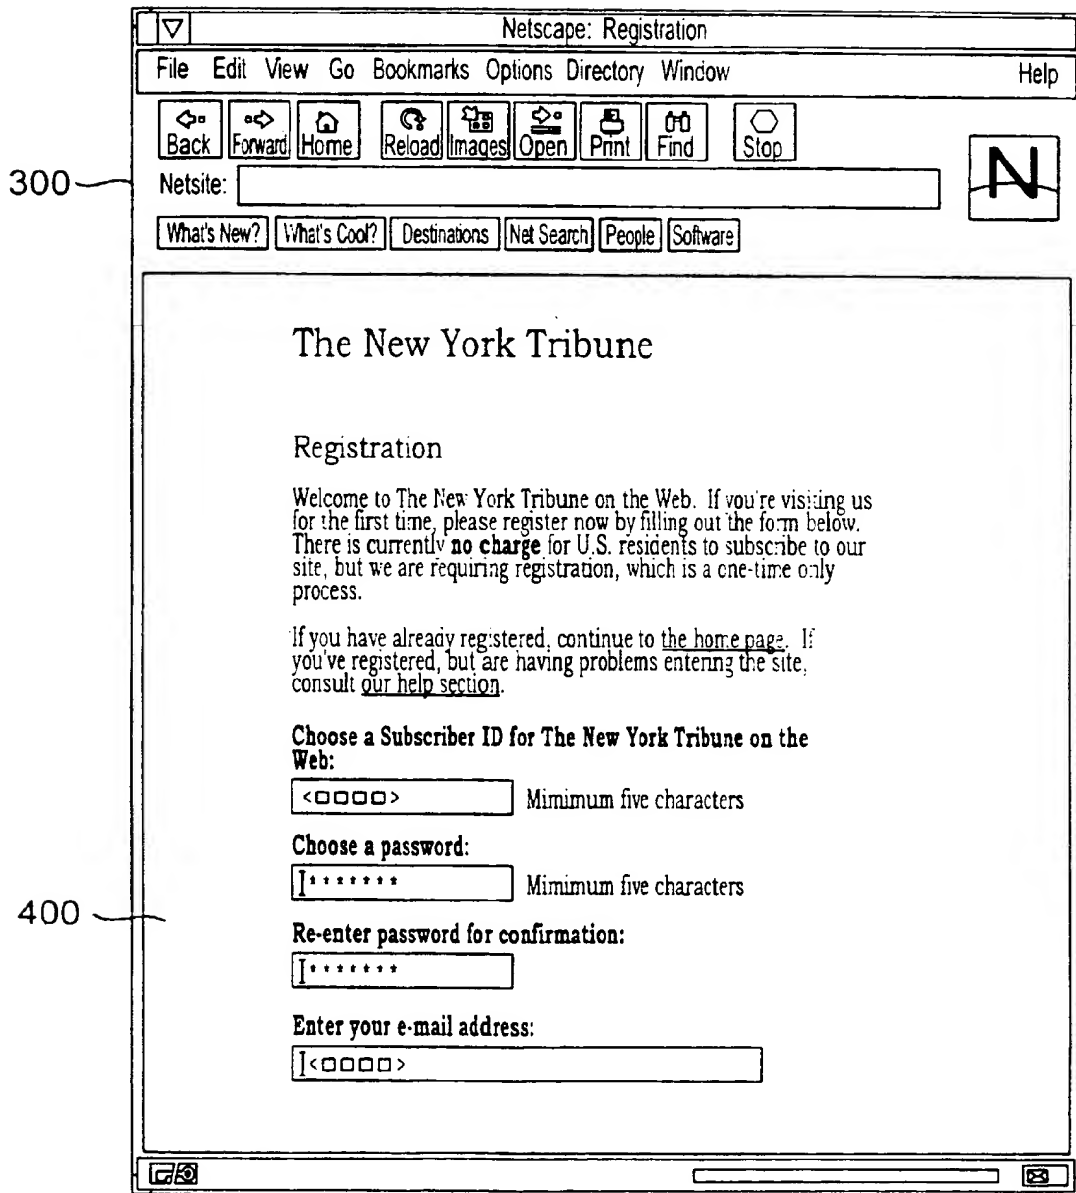 Netscape: Registration
File Edit View Go Bookmarks Options Directory Window Help
Back Forward Home Reload Images Open Print Find Stop
N
300
Netsite:
What's New? What's Cool? Destinations Net Search People Software
The New York Tribune
Registration
Welcome to The New York Tribune on the Web. If you're visiting us
for the first time, please register now by filling out the form below.
There is currently no charge for U.S. residents to subscribe to our
site, but we are requiring registration, which is a one-time only
process.
If you have already registered, continue to the home page. If
you've registered, but are having problems entering the site,
consult our help section.
Choose a Subscriber ID for The New York Tribune on the
Web:
<□□□□> Mimimum five characters
Choose a password:
******* Mimimum five characters
400
Re-enter password for confirmation:
*******
Enter your e-mail address:
<□□□□>